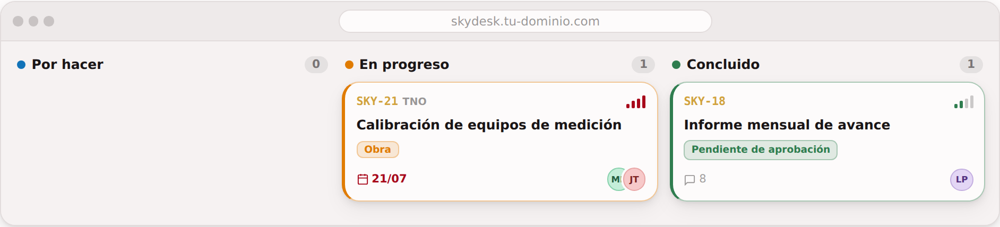 skydesk.tu-dominio.com
Por hacer 0
En progreso 1
SKY-21 TNO
Calibración de equipos de medición
Obra
21/07
JT
Concluido 1
SKY-18
Informe mensual de avance
Pendiente de aprobación
8
LP